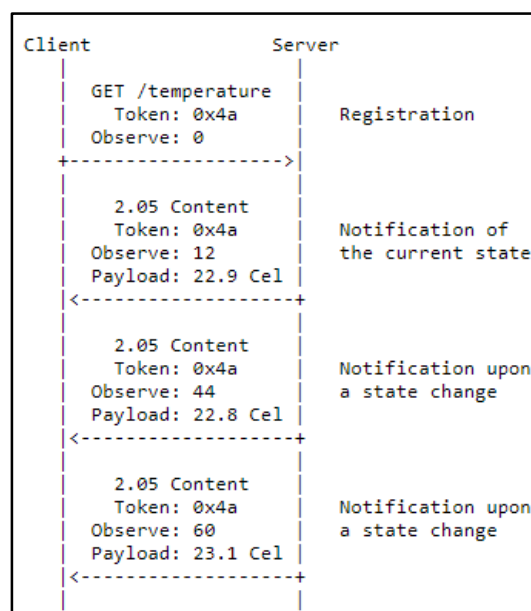 Client Server
GET /temperature
Token: 0x4a Registration
Observe: 0
2.05 Content
Token: 0x4a Notification of
Observe: 12 the current state
Payload: 22.9 Cel
2.05 Content
Token: 0x4a Notification upon
Observe: 44 a state change
Payload: 22.8 Cel
2.05 Content
Token: 0x4a Notification upon
Observe: 60 a state change
Payload: 23.1 Cel